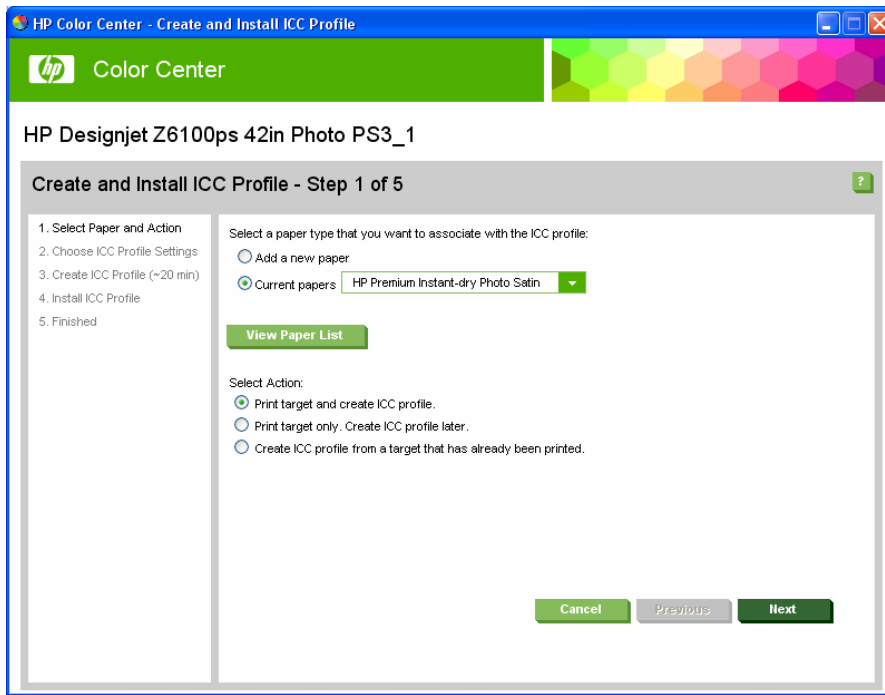 HP Color Center - Create and Install ICC Profile
hp Color Center
HP Designjet Z6100ps 42in Photo PS3_1
Create and Install ICC Profile - Step 1 of 5
?
1. Select Paper and Action
2. Choose ICC Profile Settings
3. Create ICC Profile (~20 min)
4. Install ICC Profile
5. Finished
Select a paper type that you want to associate with the ICC profile:
Add a new paper
Current papers HP Premium Instant-dry Photo Satin
View Paper List
Select Action:
Print target and create ICC profile.
Print target only. Create ICC profile later.
Create ICC profile from a target that has already been printed.
Cancel Previous Next